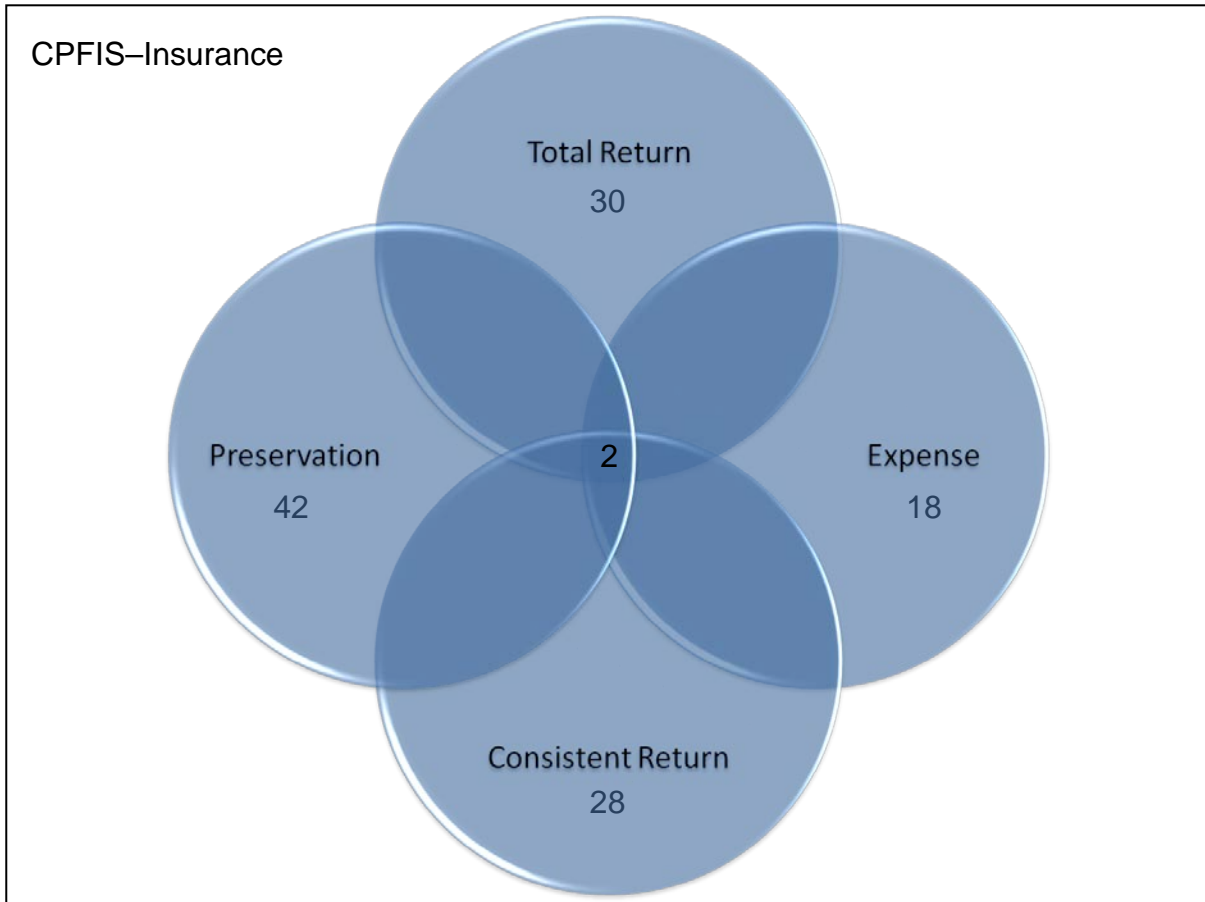 CPFIS–Insurance
Total Return
30
Preservation
42
2
Expense
18
Consistent Return
28